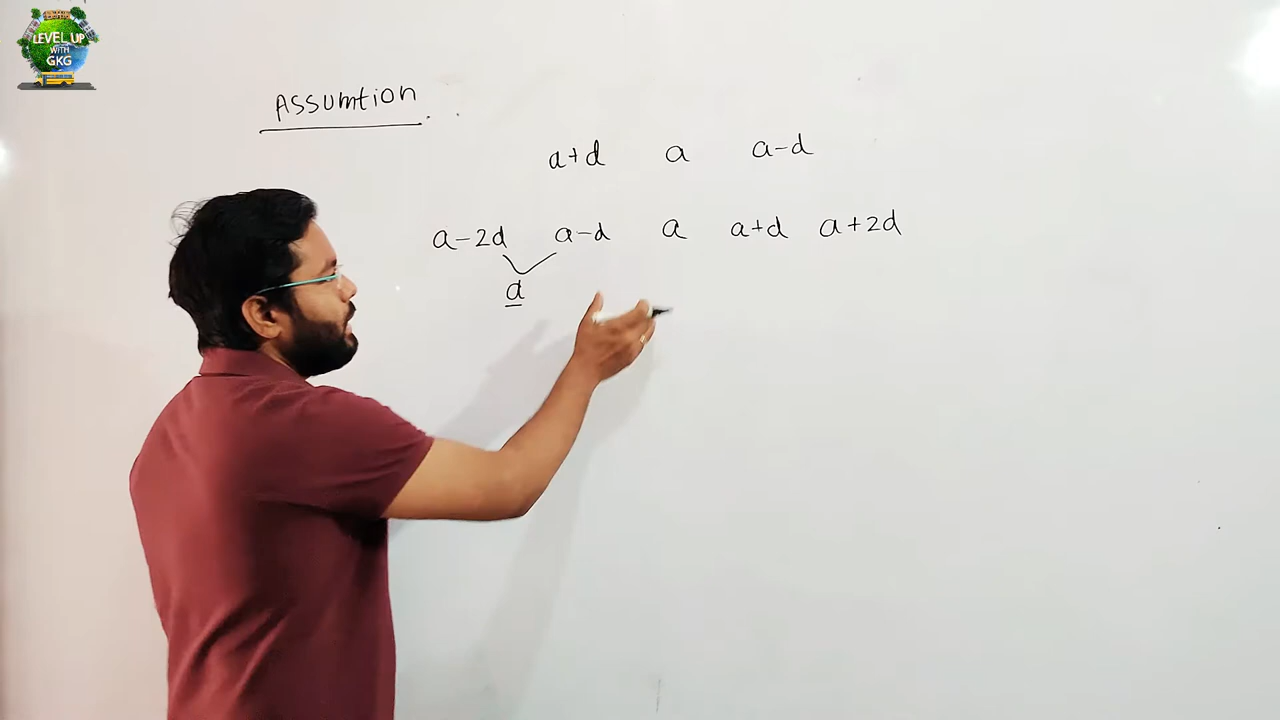 LEVEL UP
WITH
GKG
Assumtion
a+d a a-d
a-2d a-d a a+d a+2d
d